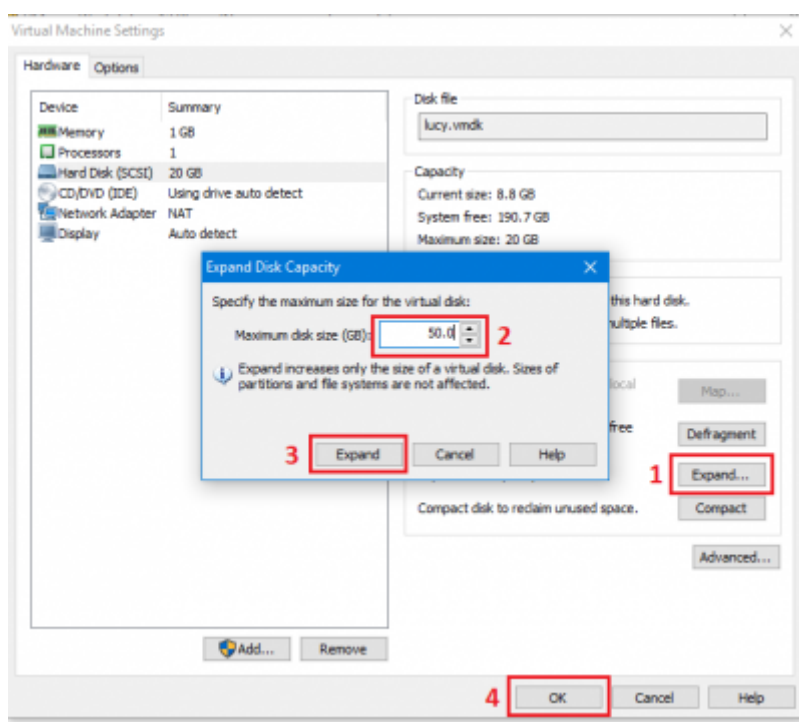 Virtual Machine Settings
Hardware Options
Device Summary
Memory 1 GB
Processors 1
Hard Disk (SCSI) 20 GB
CD/DVD (IDE) Using drive auto detect
Network Adapter NAT
Display Auto detect
Add... Remove
Disk file
lucy.vmdk
Capacity
Current size: 8.8 GB
System free: 190.7 GB
Maximum size: 20 GB
this hard disk.
multiple files.
local
Map...
free
Defragment
1 Expand...
Compact disk to reclaim unused space. Compact
Advanced...
Expand Disk Capacity
Specify the maximum size for the virtual disk:
Maximum disk size (GB): 50.0 2
Expand increases only the size of a virtual disk. Sizes of
partitions and file systems are not affected.
3 Expand Cancel Help
4 OK Cancel Help